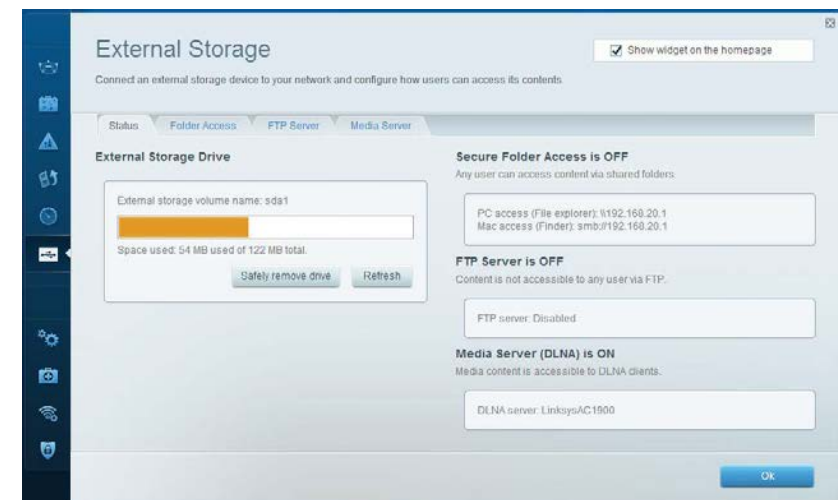 External Storage
Show widget on the homepage
Connect an external storage device to your network and configure how users can access its contents.
Status
Folder Access
FTP Server
Media Server
External Storage Drive
External storage volume name: sda1
Space used: 54 MB used of 122 MB total.
Safely remove drive
Refresh
Secure Folder Access is OFF
Any user can access content via shared folders.
PC access (File explorer): \\192.168.20.1
Mac access (Finder): smb://192.168.20.1
FTP Server is OFF
Content is not accessible to any user via FTP.
FTP server: Disabled
Media Server (DLNA) is ON
Media content is accessible to DLNA clients.
DLNA server: LinksysAC1900
Ok